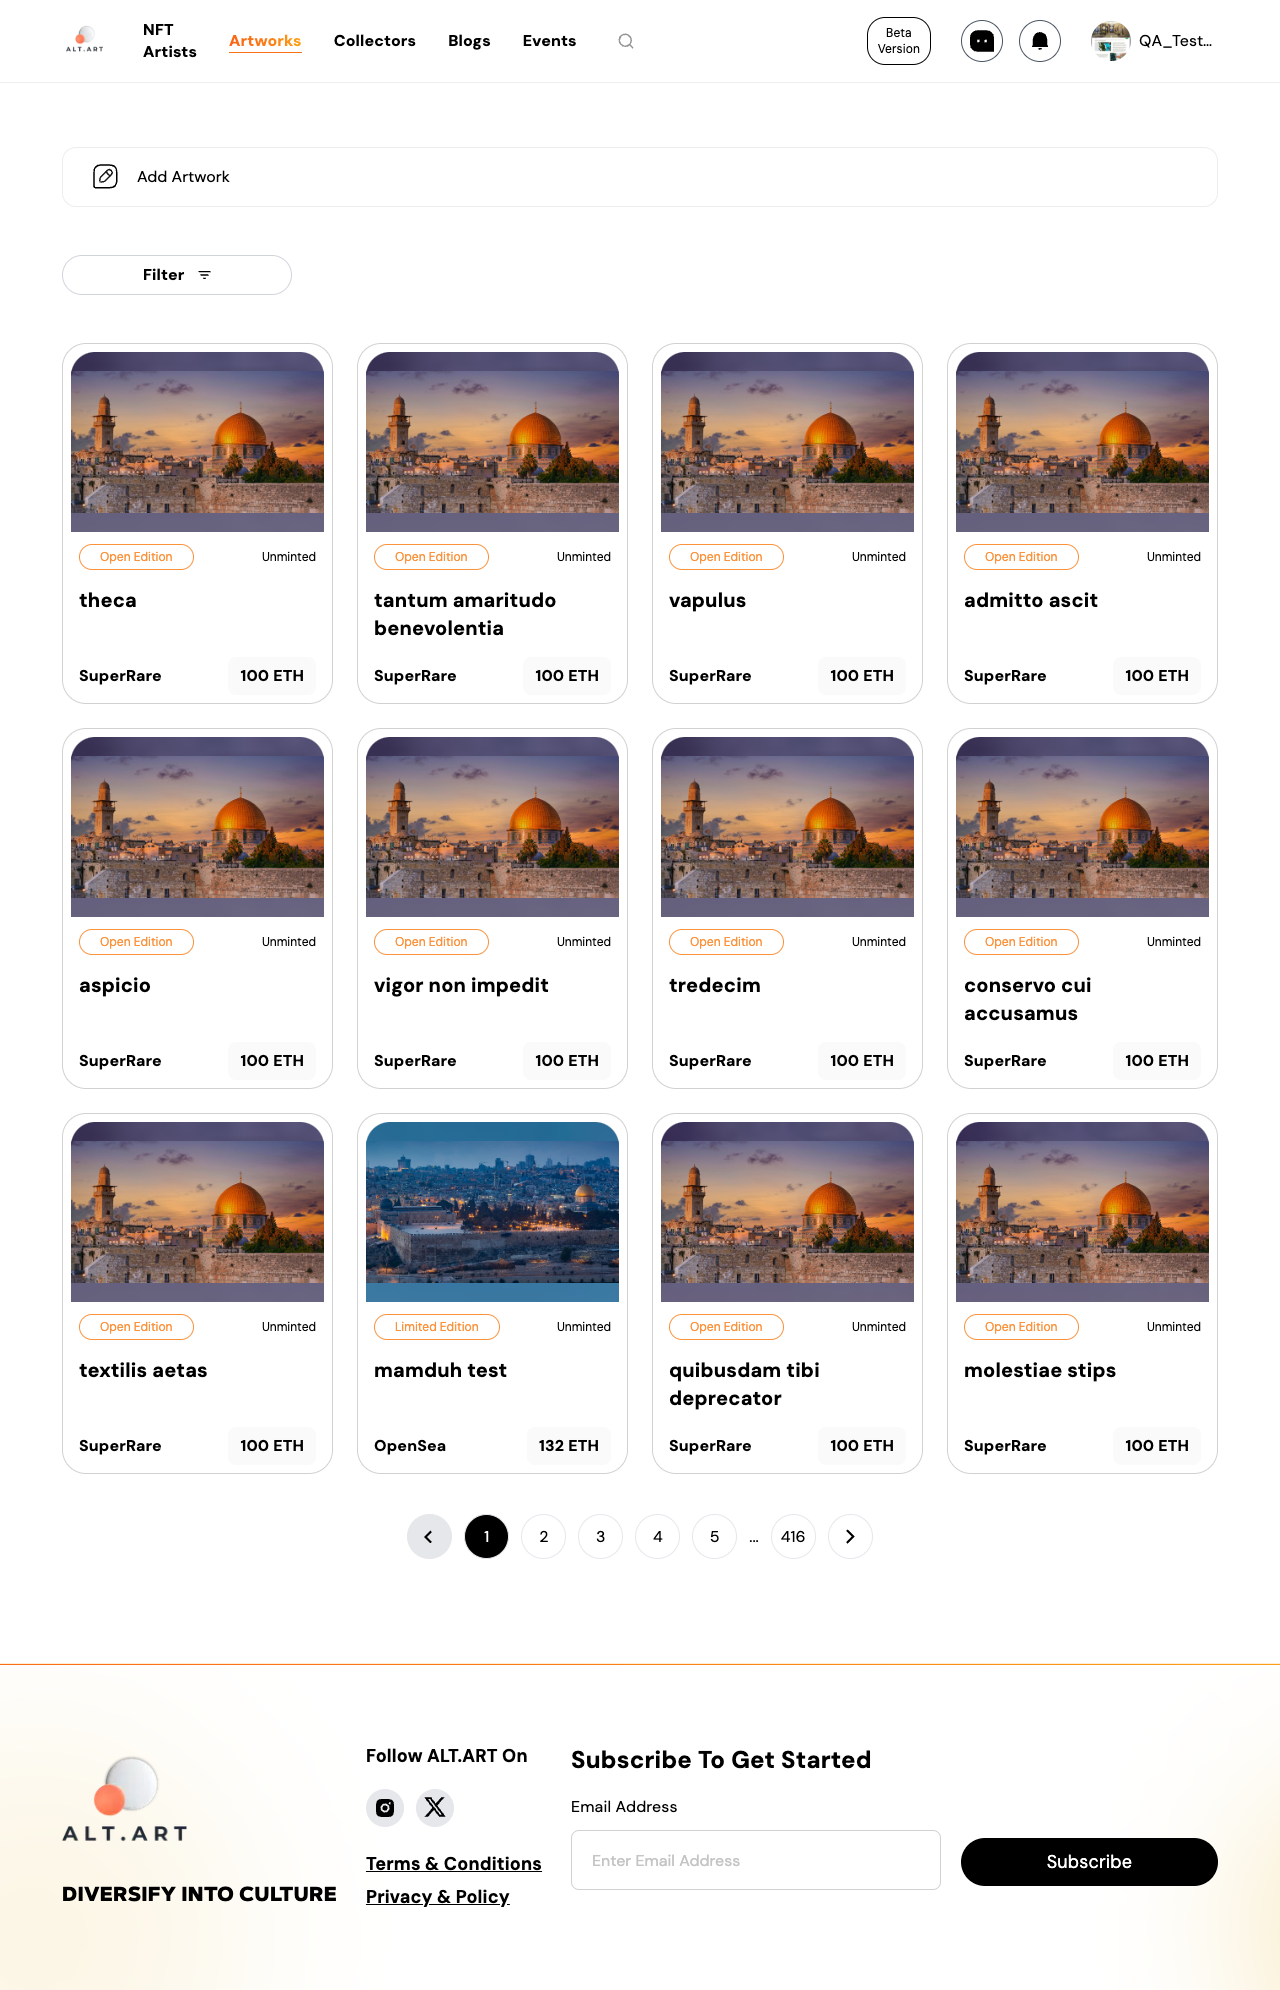 ALT.ART
NFT
Artists
Artworks
Collectors
Blogs
Events
Beta
Version
QA_Test...
Add Artwork
Filter
Open Edition
Unminted
theca
SuperRare
100 ETH
Open Edition
Unminted
tantum amaritudo
benevolentia
SuperRare
100 ETH
Open Edition
Unminted
vapulus
SuperRare
100 ETH
Open Edition
Unminted
admitto ascit
SuperRare
100 ETH
Open Edition
Unminted
aspicio
SuperRare
100 ETH
Open Edition
Unminted
vigor non impedit
SuperRare
100 ETH
Open Edition
Unminted
tredecim
SuperRare
100 ETH
Open Edition
Unminted
conservo cui
accusamus
SuperRare
100 ETH
Open Edition
Unminted
textilis aetas
SuperRare
100 ETH
Limited Edition
Unminted
mamduh test
OpenSea
132 ETH
Open Edition
Unminted
quibusdam tibi
deprecator
SuperRare
100 ETH
Open Edition
Unminted
molestiae stips
SuperRare
100 ETH
1 2 3 4 5 ... 416
ALT.ART
DIVERSIFY INTO CULTURE
Follow ALT.ART On
Terms & Conditions
Privacy & Policy
Subscribe To Get Started
Email Address
Enter Email Address
Subscribe